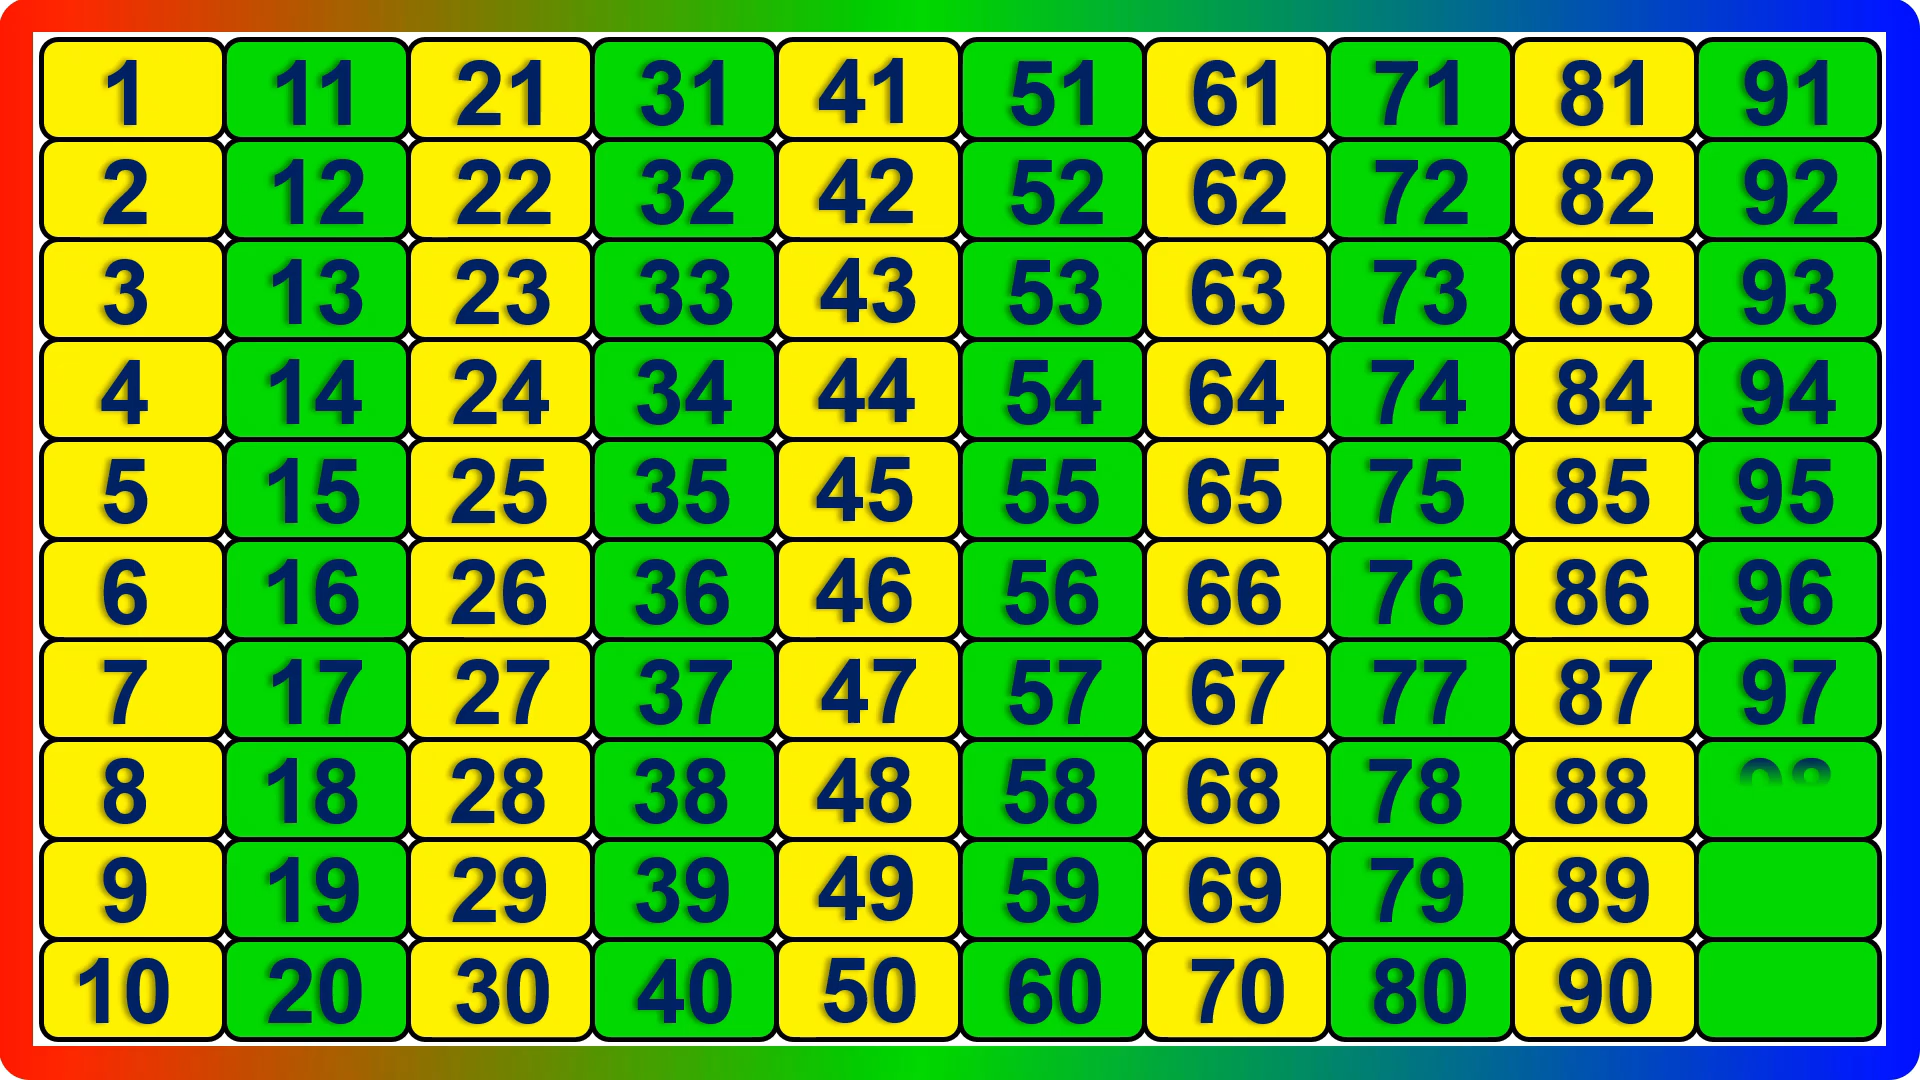 1 11 21 31 41 51 61 71 81 91
2 12 22 32 42 52 62 72 82 92
3 13 23 33 43 53 63 73 83 93
4 14 24 34 44 54 64 74 84 94
5 15 25 35 45 55 65 75 85 95
6 16 26 36 46 56 66 76 86 96
7 17 27 37 47 57 67 77 87 97
8 18 28 38 48 58 68 78 88
9 19 29 39 49 59 69 79 89
10 20 30 40 50 60 70 80 90